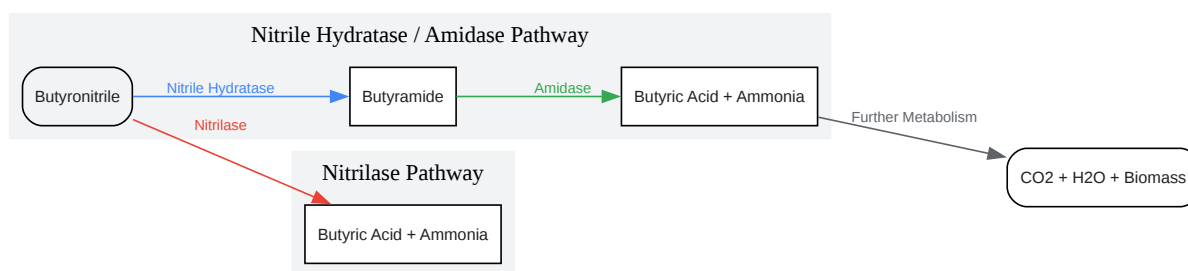 Nitrile Hydratase / Amidase Pathway
Butyronitrile
Nitrile Hydratase
Butyramide
Amidase
Butyric Acid + Ammonia
Further Metabolism
Nitrilase
CO2 + H2O + Biomass
Nitrilase Pathway
Butyric Acid + Ammonia